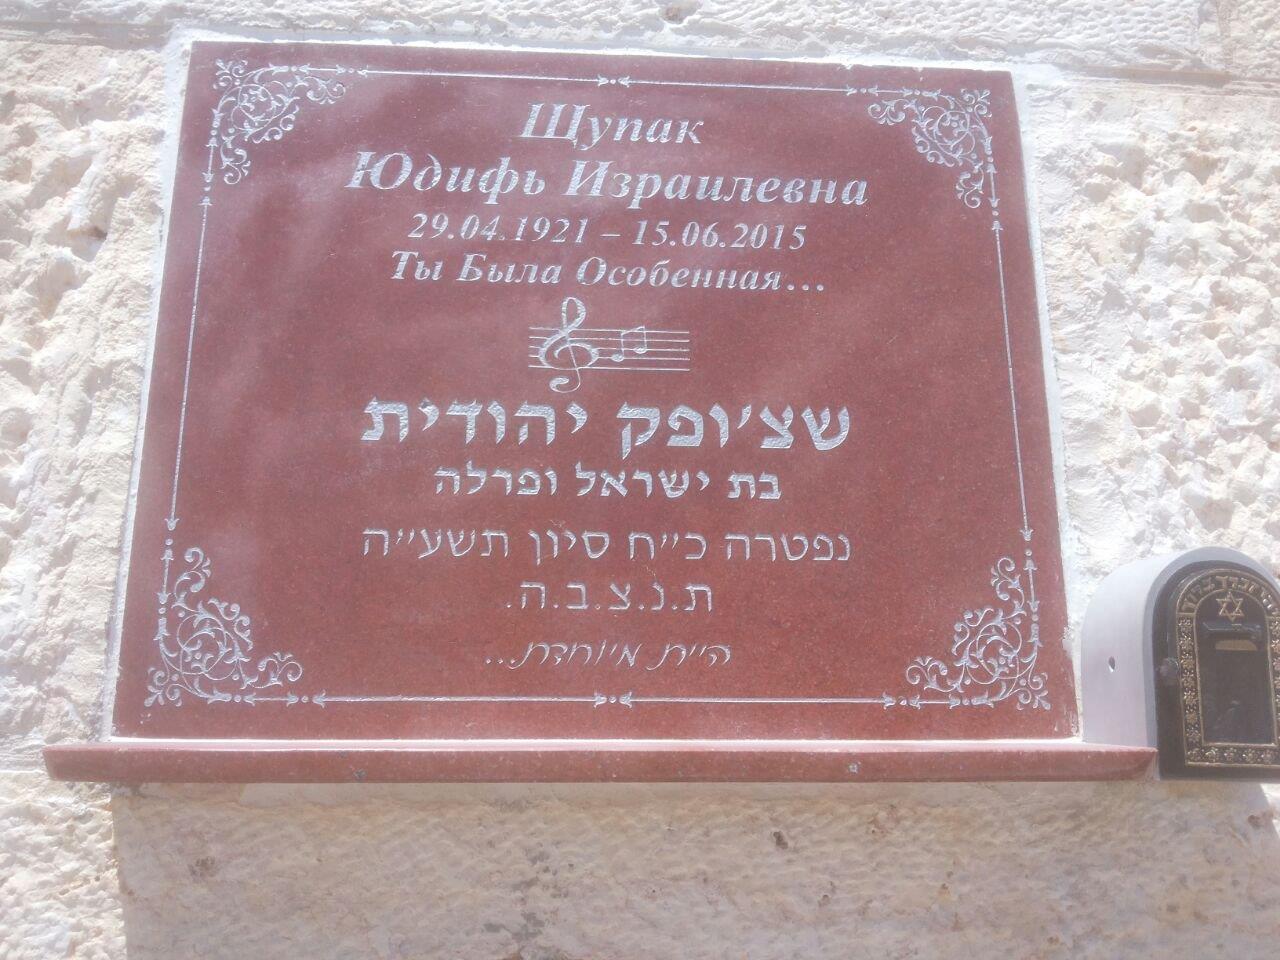 Щупак
Юдифь Израилевна
29.04.1921 – 15.06.2015
Ты Была Особенная...
שצ׳ופק יהודית
בת ישראל ופרלה
נפטרה כ״ח סיון תשע״ה
ת.נ.צ.ב.ה.
היית מיוחדת...